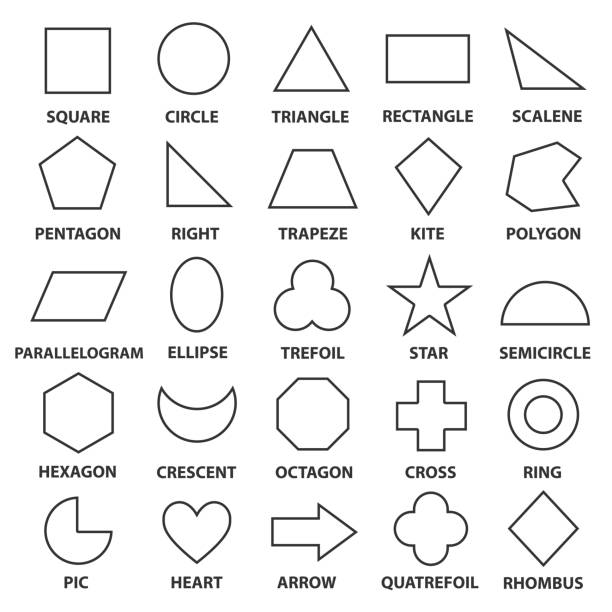 SQUARE CIRCLE TRIANGLE RECTANGLE SCALENE
PENTAGON RIGHT TRAPEZE KITE POLYGON
PARALLELOGRAM ELLIPSE TREFOIL STAR SEMICIRCLE
HEXAGON CRESCENT OCTAGON CROSS RING
PIC HEART ARROW QUATREFOIL RHOMBUS